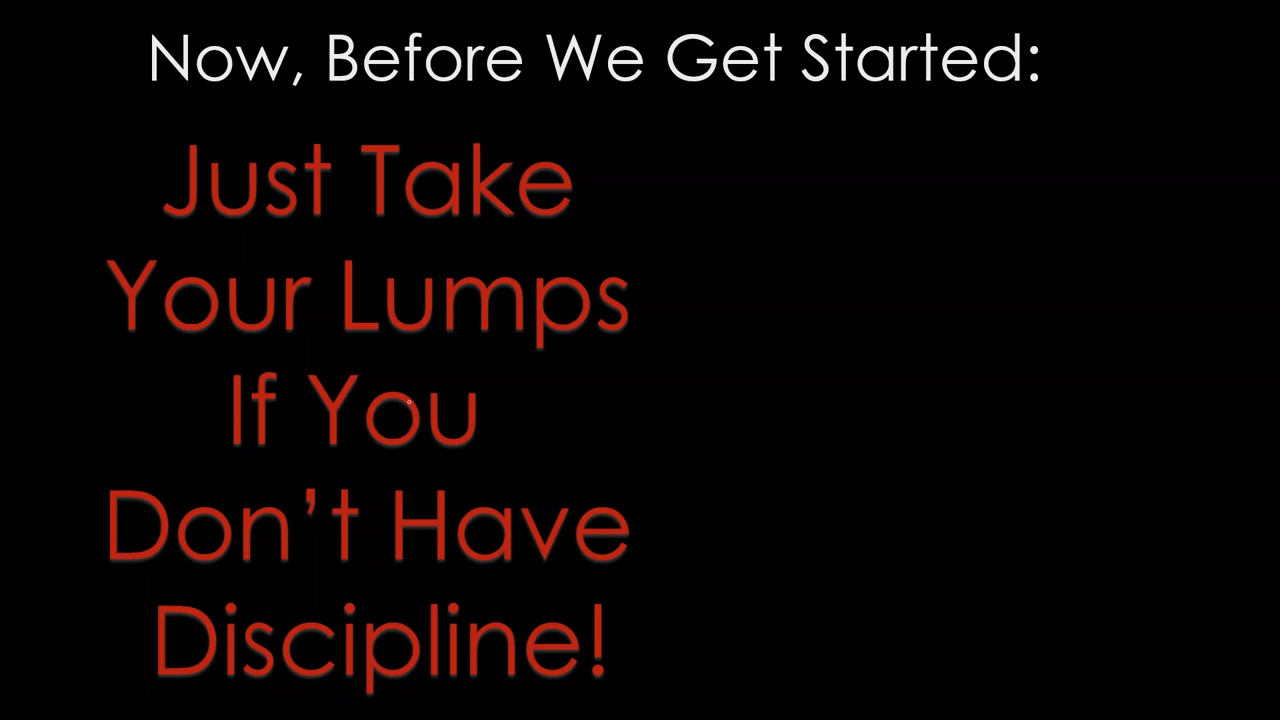 Now, Before We Get Started:
Just Take
Your Lumps
If You
Don’t Have
Discipline!